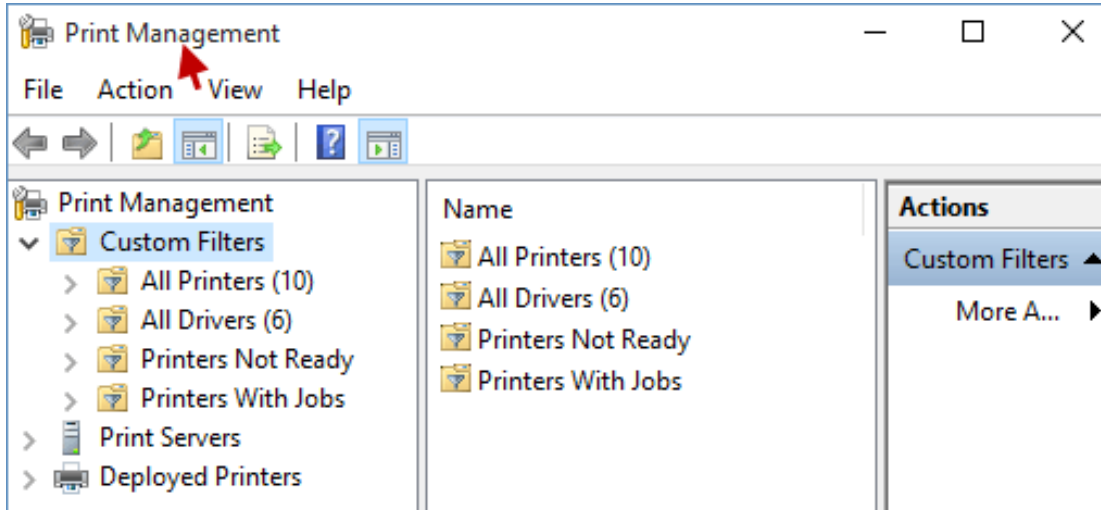 Print Management
File Action View Help
Print Management
Custom Filters
All Printers (10)
All Drivers (6)
Printers Not Ready
Printers With Jobs
Print Servers
Deployed Printers
Name
All Printers (10)
All Drivers (6)
Printers Not Ready
Printers With Jobs
Actions
Custom Filters
More A...